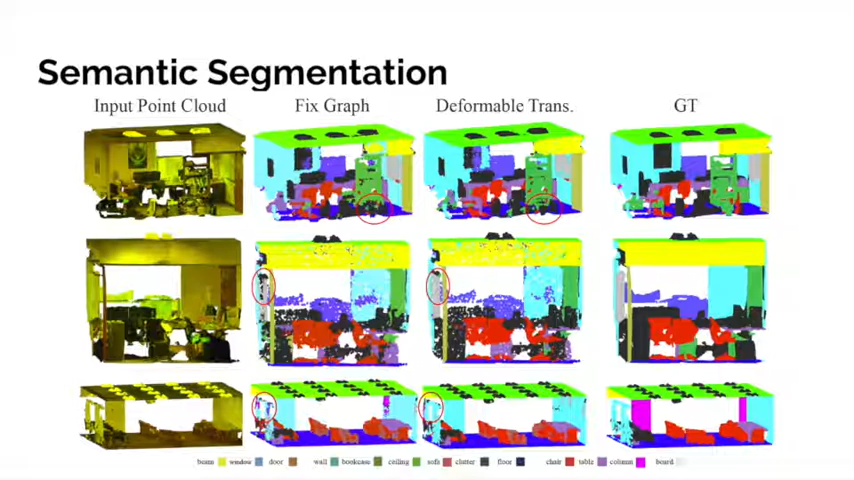 Semantic Segmentation
Input Point Cloud Fix Graph Deformable Trans. GT
beam window door wall bookcase ceiling sofa clutter floor chair table column board